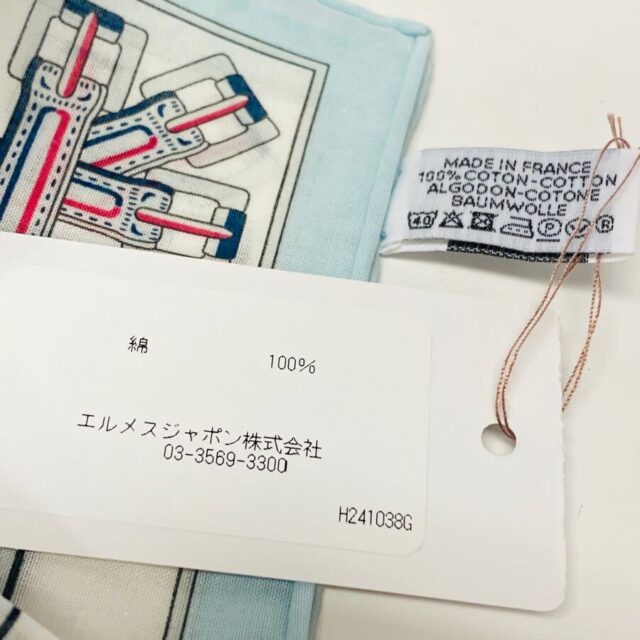 MADE IN FRANCE
100% COTON-COTTON
ALGODON-COTONE
BAUMWOLLE
40 P W R
綿 100%
エルメスジャポン株式会社
03-3569-3300
H241038G